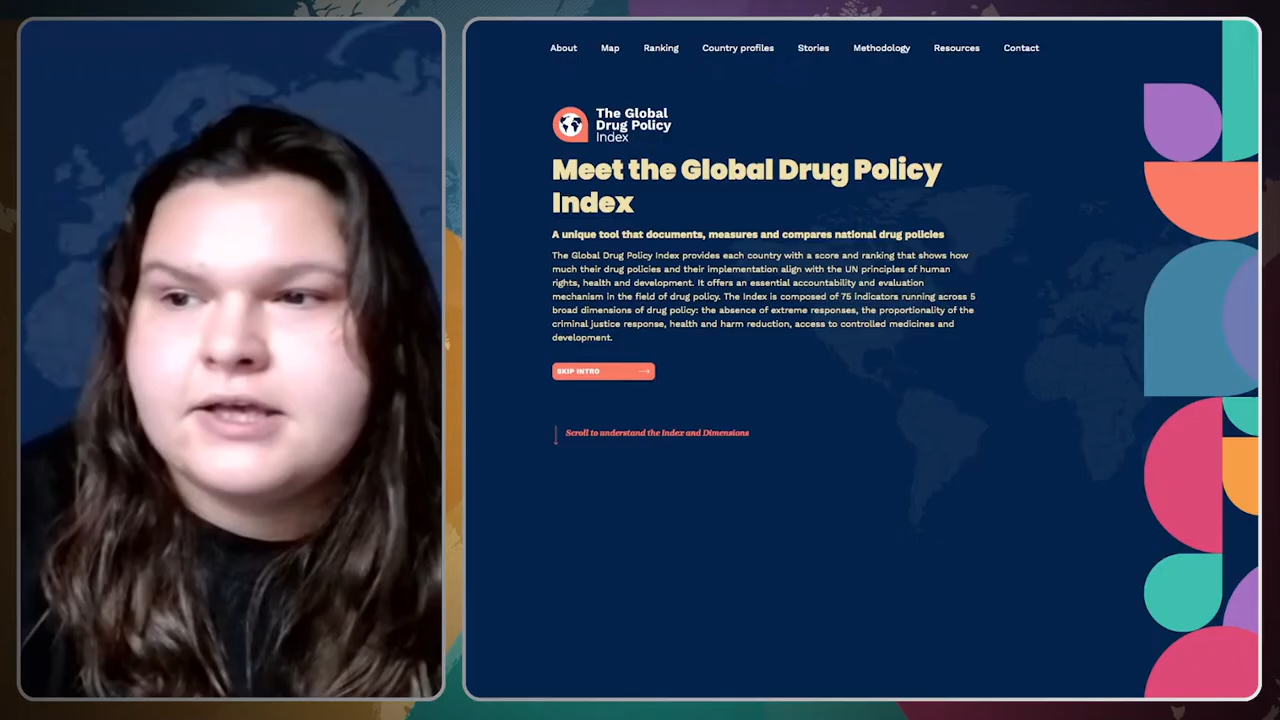 About Map Ranking Country profiles Stories Methodology Resources Contact
The Global
Drug Policy
Index
Meet the Global Drug Policy
Index
A unique tool that documents, measures and compares national drug policies
The Global Drug Policy Index provides each country with a score and ranking that shows how
much their drug policies and their implementation align with the UN principles of human
rights, health and development. It offers an essential accountability and evaluation
mechanism in the field of drug policy. The Index is composed of 75 indicators running across 5
broad dimensions of drug policy: the absence of extreme responses, the proportionality of the
criminal justice response, health and harm reduction, access to controlled medicines and
development.
SKIP INTRO
Scroll to understand the Index and Dimensions